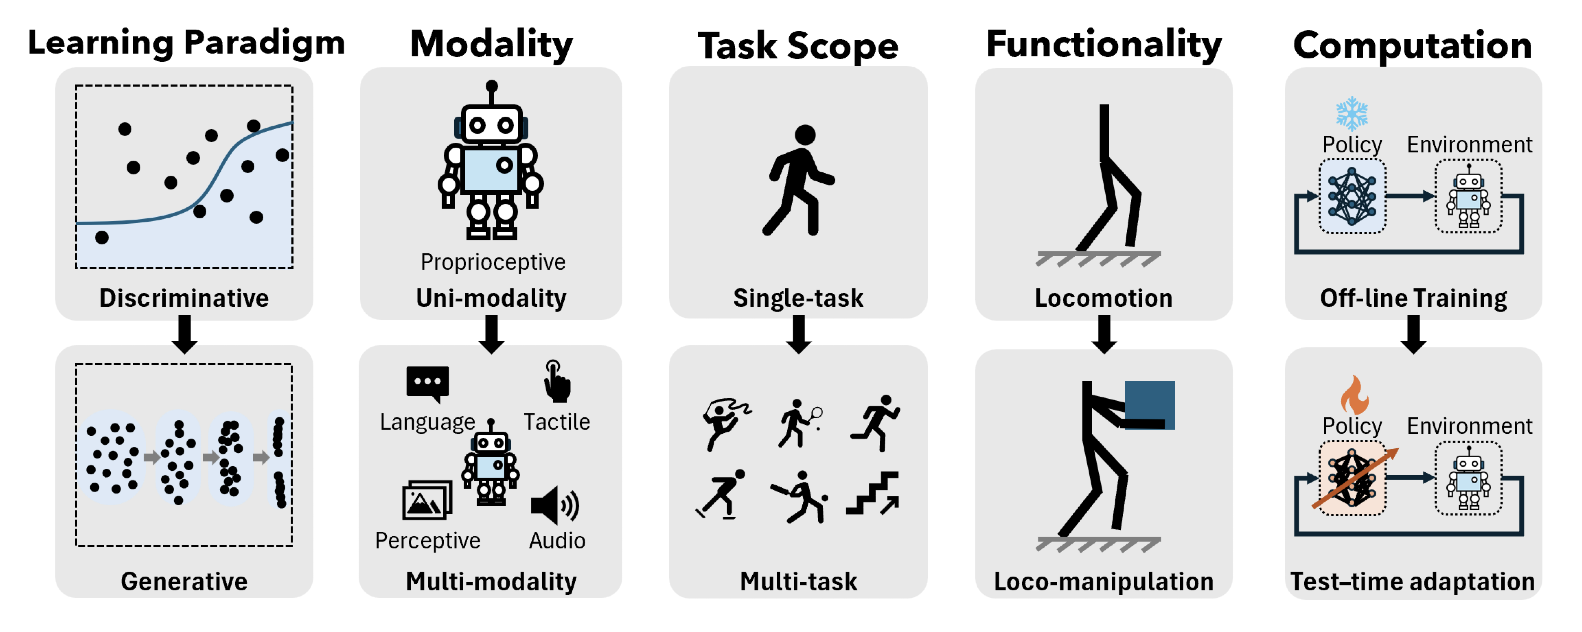 Learning Paradigm
Discriminative
Generative
Modality
Proprioceptive
Uni-modality
Language
Tactile
Perceptive
Audio
Multi-modality
Task Scope
Single-task
Multi-task
Functionality
Locomotion
Loco-manipulation
Computation
Policy
Environment
Off-line Training
Policy
Environment
Test–time adaptation